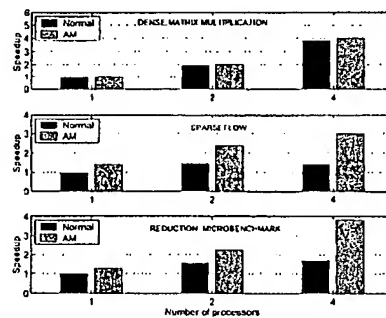 6
5
4
3
2
1
0
Speedup
Normal
AM
DENSE MATRIX MULTIPLICATION
1
2
4
4
3
2
1
0
Speedup
Normal
AM
SPARSEFLOW
1
2
4
4
3
2
1
0
Speedup
Normal
AM
REDUCTION MICROBENCHMARK
1
2
4
Number of processors